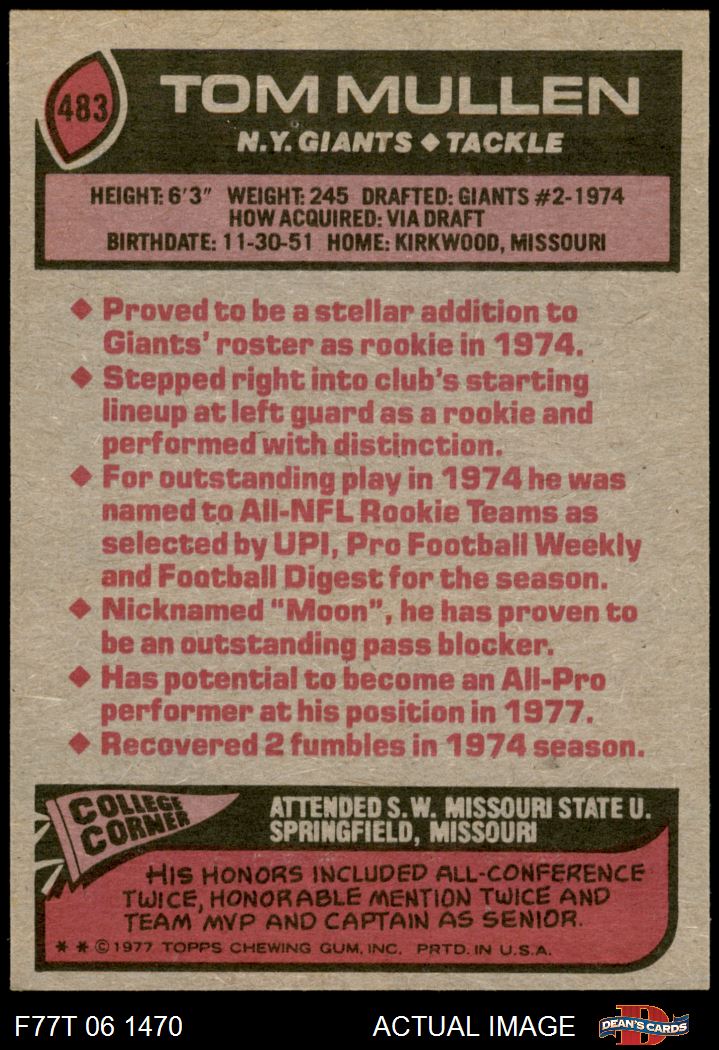 483
TOM MULLEN
N.Y. GIANTS ◆ TACKLE
HEIGHT: 6'3" WEIGHT: 245 DRAFTED: GIANTS #2-1974
HOW ACQUIRED: VIA DRAFT
BIRTHDATE: 11-30-51 HOME: KIRKWOOD, MISSOURI
◆ Proved to be a stellar addition to
Giants' roster as rookie in 1974.
◆ Stepped right into club's starting
lineup at left guard as a rookie and
performed with distinction.
◆ For outstanding play in 1974 he was
named to All-NFL Rookie Teams as
selected by UPI, Pro Football Weekly
and Football Digest for the season.
◆ Nicknamed "Moon", he has proven to
be an outstanding pass blocker.
◆ Has potential to become an All-Pro
performer at his position in 1977.
◆ Recovered 2 fumbles in 1974 season.
COLLEGE
CORNER
ATTENDED S.W. MISSOURI STATE U.
SPRINGFIELD, MISSOURI
HIS HONORS INCLUDED ALL-CONFERENCE
TWICE, HONORABLE MENTION TWICE AND
TEAM MVP AND CAPTAIN AS SENIOR.
* * © 1977 TOPPS CHEWING GUM, INC. PRTD. IN U.S.A.
F77T 06 1470
ACTUAL IMAGE
D
DEAN'S CARDS